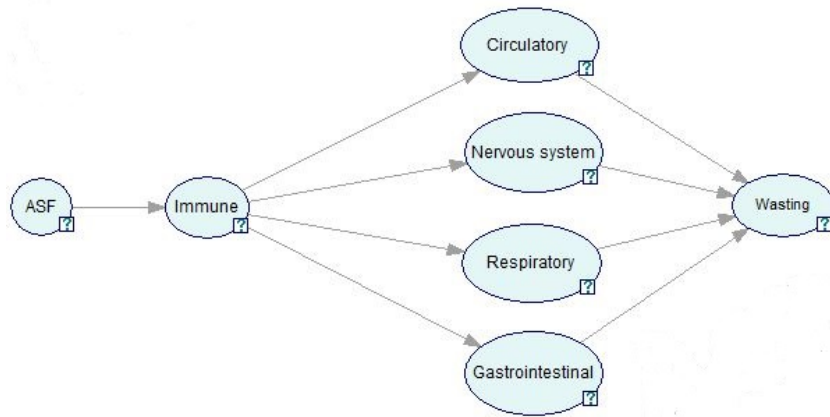 Circulatory
?
Nervous system
?
ASF
?
Immune
?
Wasting
?
Respiratory
?
Gastrointestinal
?